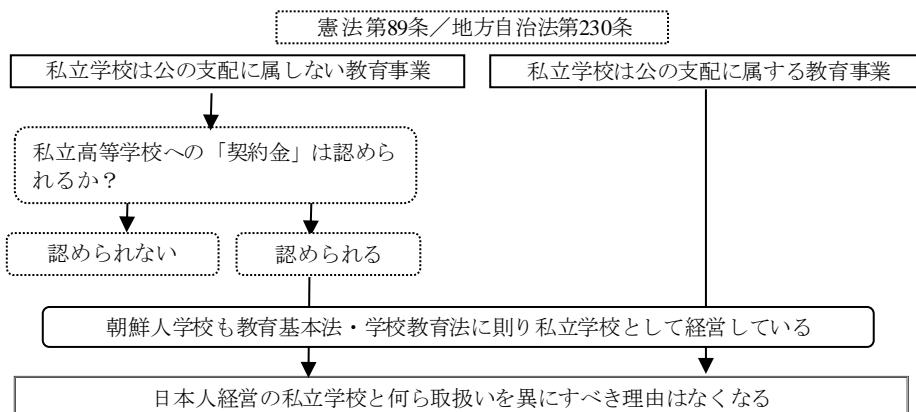 憲法第89条／地方自治法第230条
私立学校は公の支配に属しない教育事業
私立学校は公の支配に属する教育事業
私立高等学校への「契約金」は認めら
れるか？
認められない
認められる
朝鮮人学校も教育基本法・学校教育法に則り私立学校として経営している
日本人経営の私立学校と何ら取扱いを異にすべき理由はなくなる